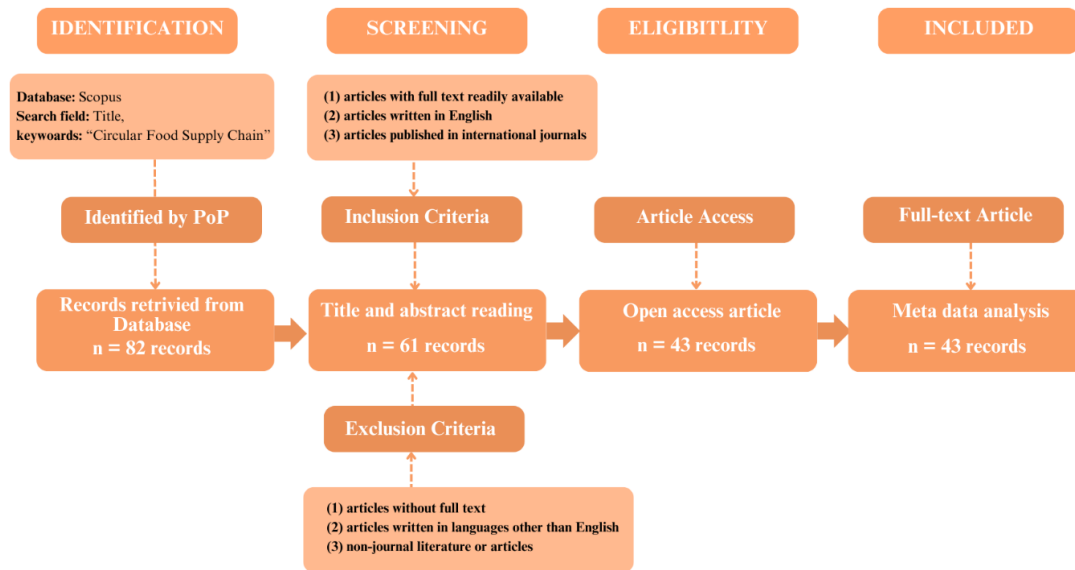 IDENTIFICATION
SCREENING
ELIGIBITLITY
INCLUDED
Database: Scopus
Search field: Title,
keywoards: “Circular Food Supply Chain”
(1) articles with full text readily available
(2) articles written in English
(3) articles published in international journals
Identified by PoP
Inclusion Criteria
Article Access
Full-text Article
Records retrivied from
Database
n = 82 records
Title and abstract reading
n = 61 records
Open access article
n = 43 records
Meta data analysis
n = 43 records
Exclusion Criteria
(1) articles without full text
(2) articles written in languages other than English
(3) non-journal literature or articles